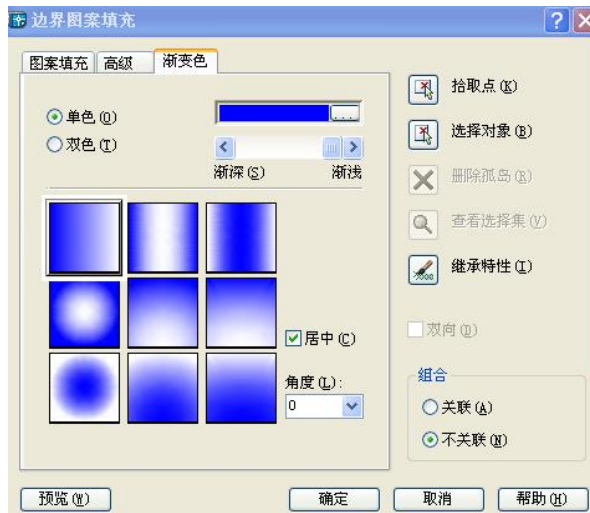 边界图案填充
图案填充 高级 渐变色
单色(O)
双色(T)
...
渐深(S) 渐浅
居中(C)
角度(L):
0
拾取点(K)
选择对象(B)
删除孤岛(R)
查看选择集(V)
继承特性(I)
双向(D)
组合
关联(A)
不关联(N)
预览(W) 确定 取消 帮助(H)